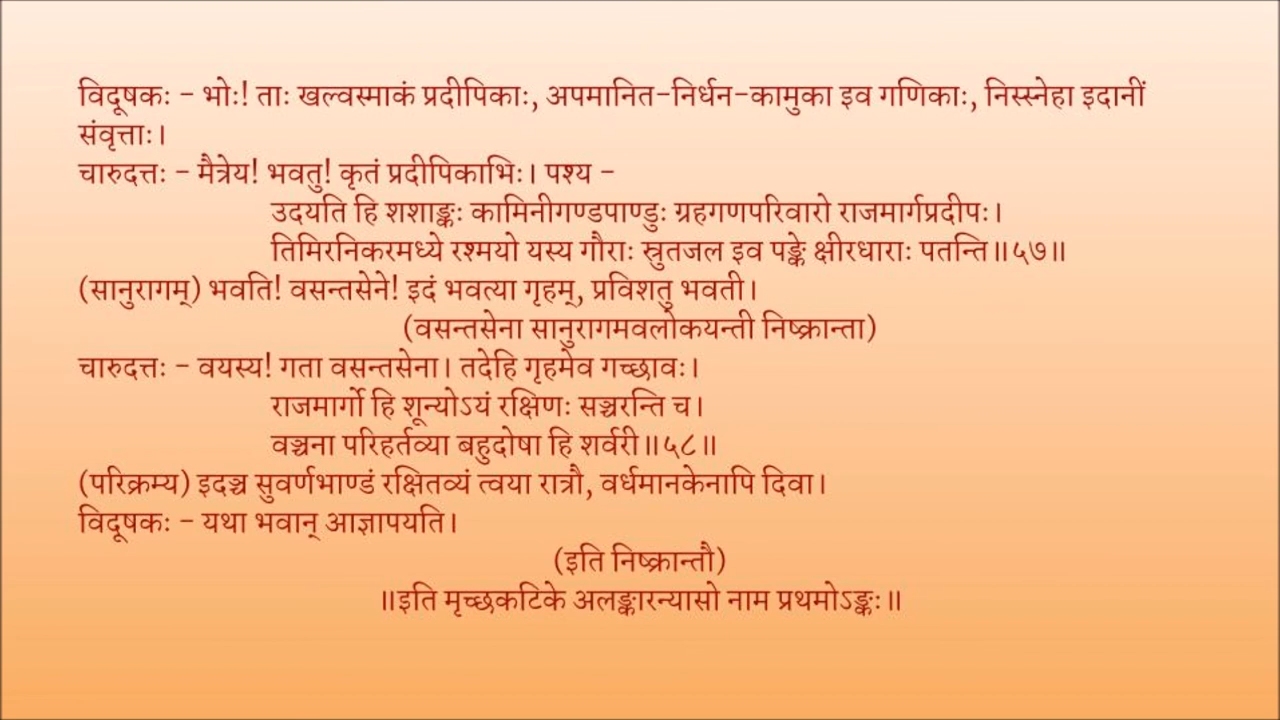 विदूषकः - भोः! ताः खल्वस्माकं प्रदीपिकाः, अपमानित-निर्धन-कामुका इव गणिकाः, निस्स्नेहा इदानीं
संवृत्ताः।
चारुदत्तः - मैत्रेय! भवतु! कृतं प्रदीपिकाभिः। पश्य -
उदयति हि शशाङ्कः कामिनीगण्डपाण्डुः ग्रहगणपरिवारो राजमार्गप्रदीपः।
तिमिरनिकरमध्ये रश्मयो यस्य गौराः स्रुतजल इव पङ्के क्षीरधाराः पतन्ति॥५७॥
(सानुरागम्) भवति! वसन्तसेने! इदं भवत्या गृहम्, प्रविशतु भवती।
(वसन्तसेना सानुरागमवलोकयन्ती निष्क्रान्ता)
चारुदत्तः - वयस्य! गता वसन्तसेना। तदेहि गृहमेव गच्छावः।
राजमार्गो हि शून्योऽयं रक्षिणः सञ्चरन्ति च।
वञ्चना परिहर्तव्या बहुदोषा हि शर्वरी॥५८॥
(परिक्रम्य) इदञ्च सुवर्णभाण्डं रक्षितव्यं त्वया रात्रौ, वर्धमानकेनापि दिवा।
विदूषकः - यथा भवान् आज्ञापयति।
(इति निष्क्रान्तौ)
॥इति मृच्छकटिके अलङ्कारन्यासो नाम प्रथमोऽङ्कः॥